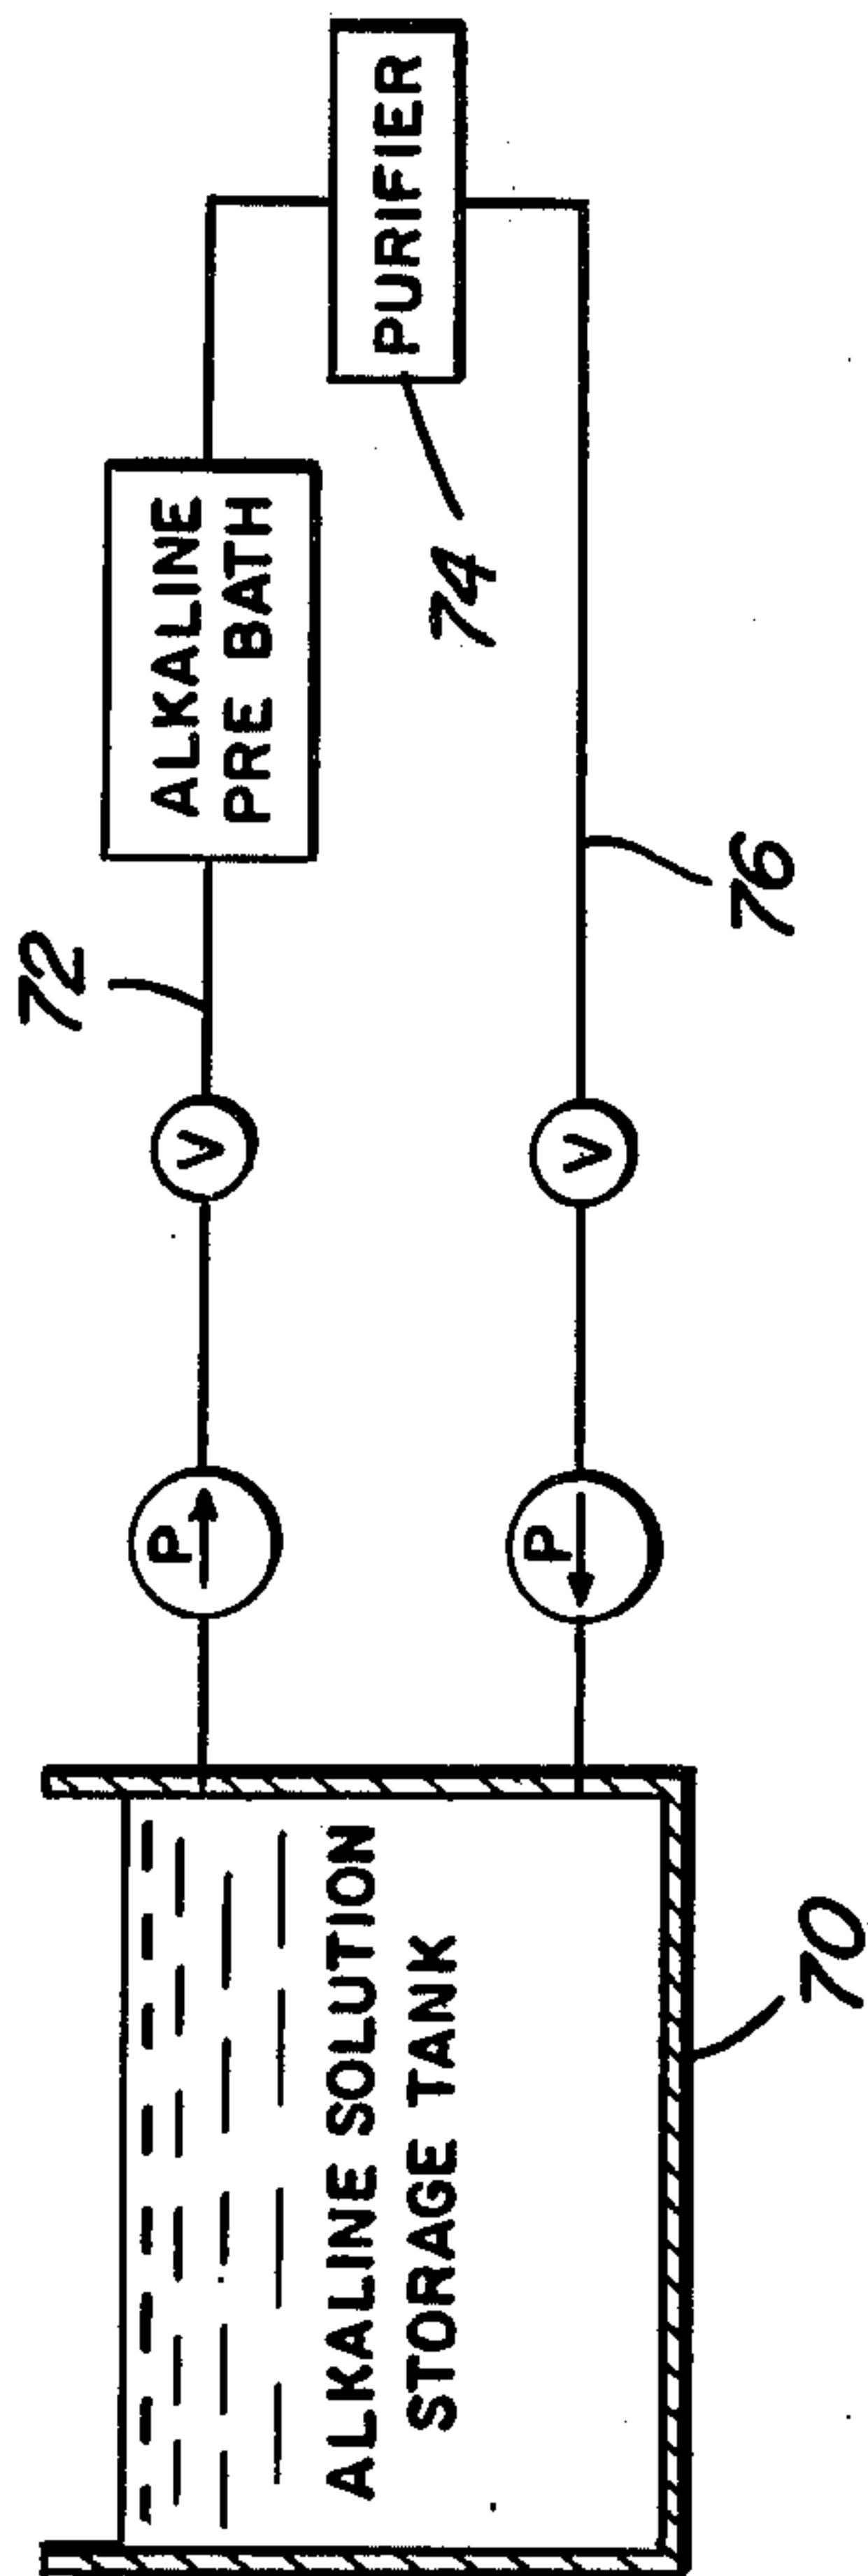 72
ALKALINE
PRE BATH
PURIFIER
74
P
V
P
V
76
ALKALINE SOLUTION
STORAGE TANK
70